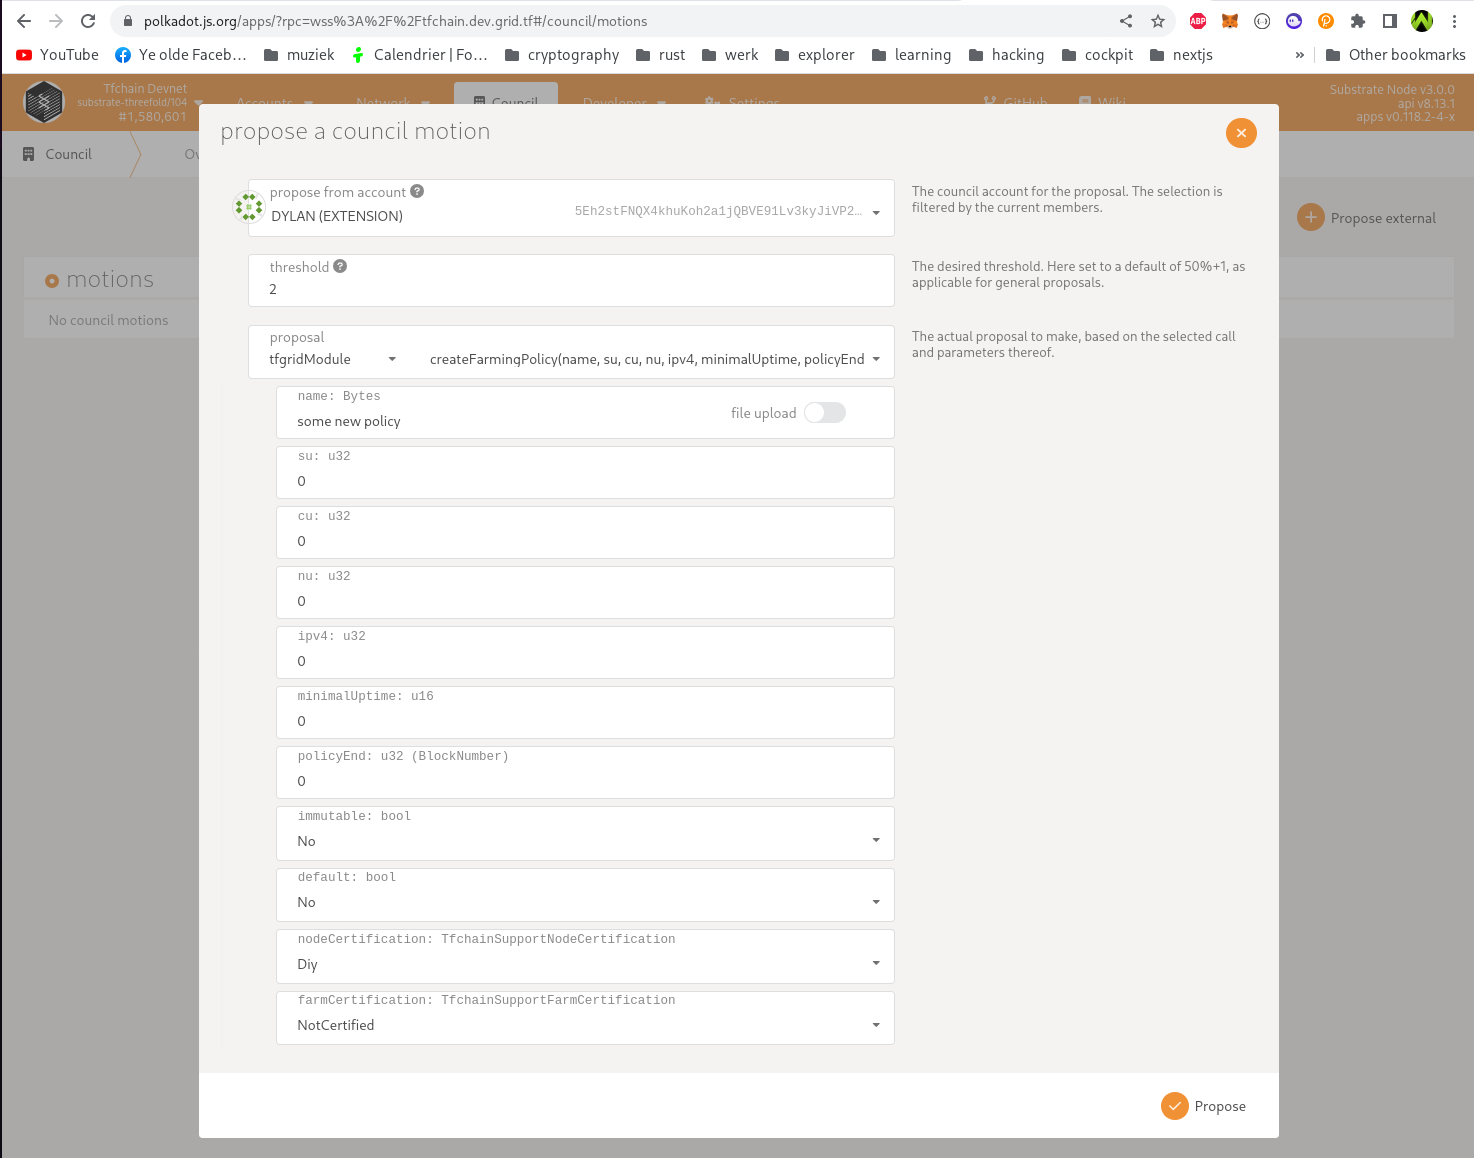 polkadot.js.org/apps/?rpc=wss%3A%2F%2Ftfchain.dev.grid.tf#/council/motions
ABP
YouTube Ye olde Faceb… muziek Calendrier | Fo… cryptography rust werk explorer learning hacking cockpit nextjs » Other bookmarks
Tfchain Devnet
substrate-threefold/104
#1,580,601
Accounts Network Council Developer Settings GitHub Wiki
Substrate Node v3.0.0
api v8.13.1
apps v0.118.2-4-x
Council
Ov
propose a council motion
propose from account
DYLAN (EXTENSION) 5Eh2stFNQX4khuKoh2a1jQBVE91Lv3kyJiVP2…
The council account for the proposal. The selection is
filtered by the current members.
Propose external
threshold
2
The desired threshold. Here set to a default of 50%+1, as
applicable for general proposals.
motions
No council motions
proposal
tfgridModule createFarmingPolicy(name, su, cu, nu, ipv4, minimalUptime, policyEnd
The actual proposal to make, based on the selected call
and parameters thereof.
name: Bytes
some new policy
file upload
su: u32
0
cu: u32
0
nu: u32
0
ipv4: u32
0
minimalUptime: u16
0
policyEnd: u32 (BlockNumber)
0
immutable: bool
No
default: bool
No
nodeCertification: TfchainSupportNodeCertification
Diy
farmCertification: TfchainSupportFarmCertification
NotCertified
Propose